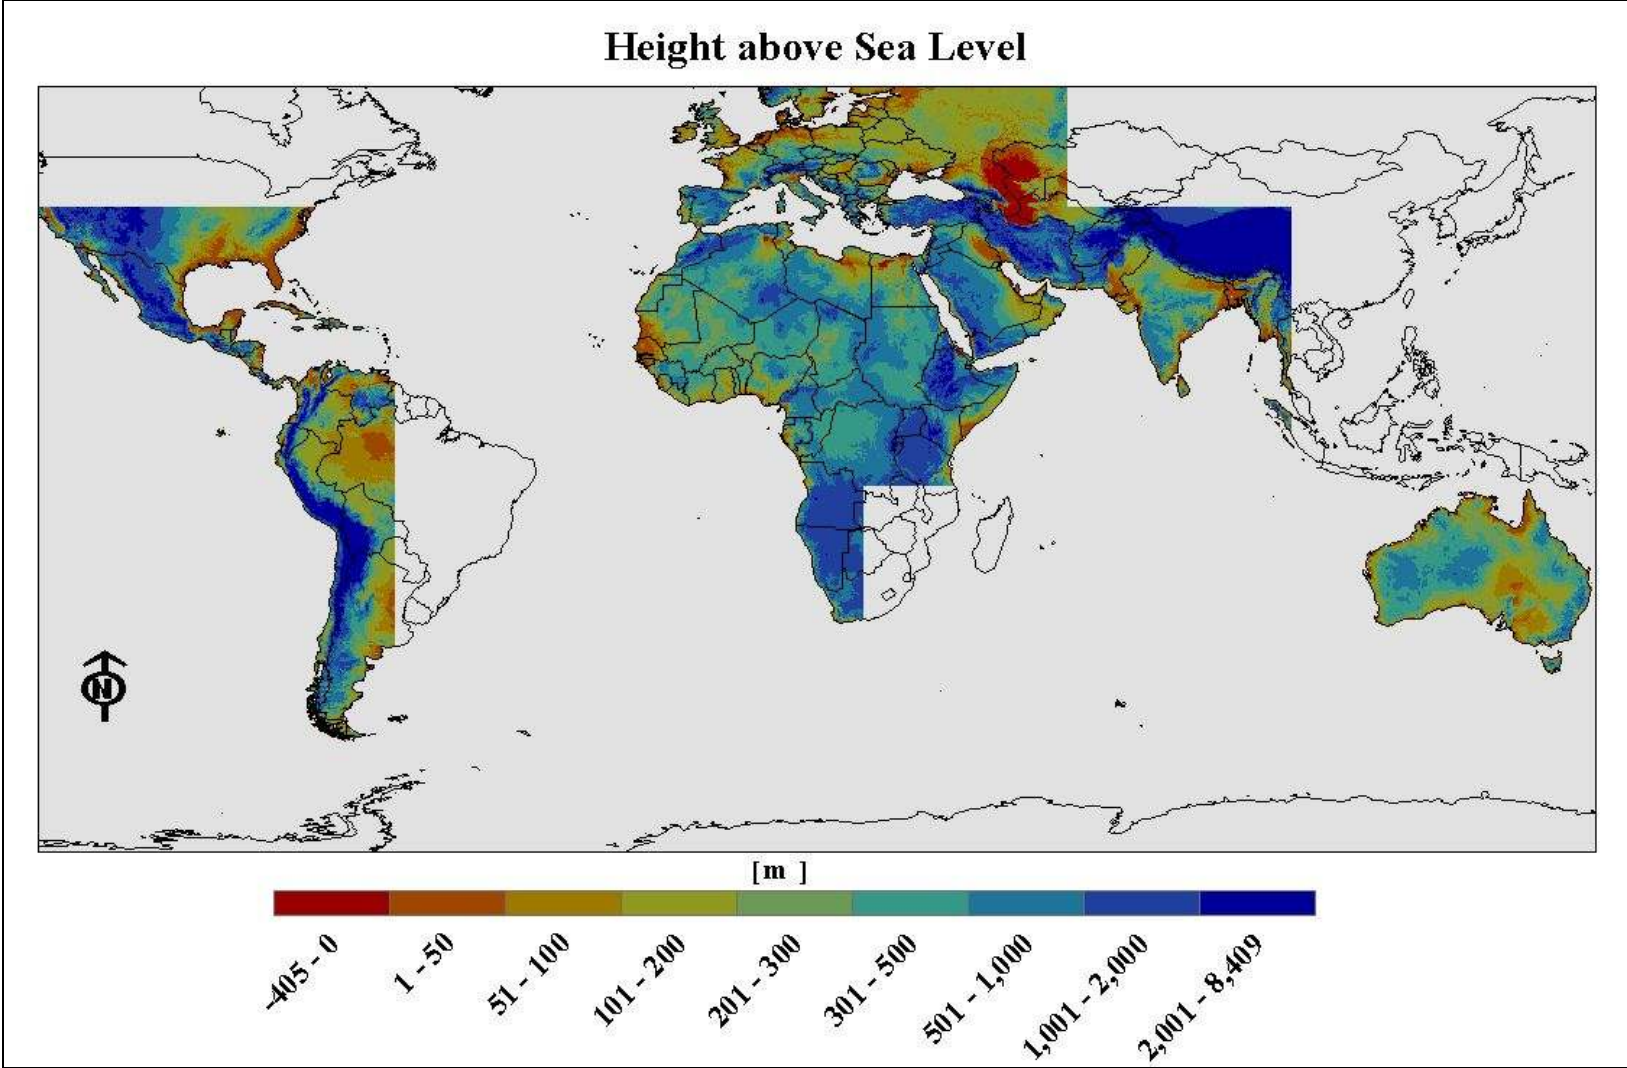 Height above Sea Level
N
[m ]
-405 - 0
1 - 50
51 - 100
101 - 200
201 - 300
301 - 500
501 - 1,000
1,001 - 2,000
2,001 - 8,409